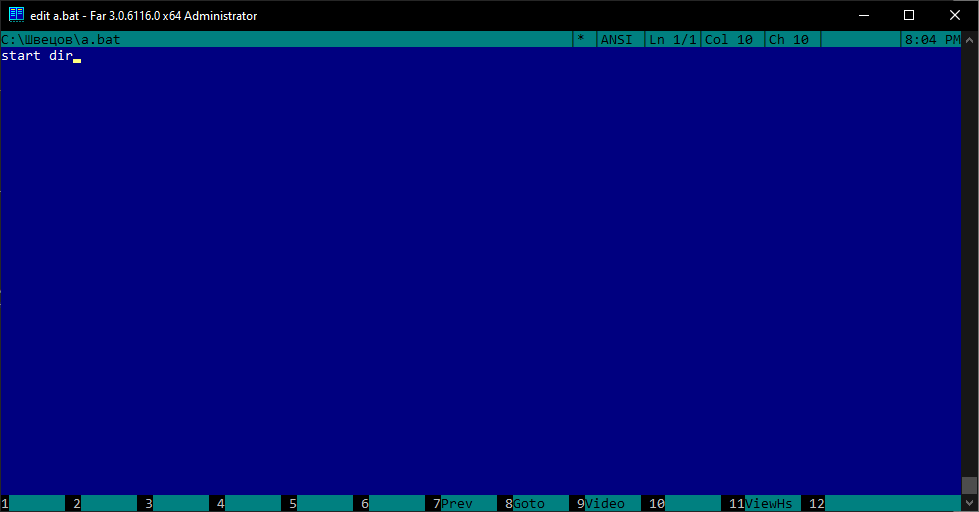 edit a.bat - Far 3.0.6116.0 x64 Administrator
C:\Швецов\a.bat * ANSI Ln 1/1 Col 10 Ch 10 8:04 PM
start dir
1 2 3 4 5 6 7Prev 8Goto 9Video 10 11ViewHs 12